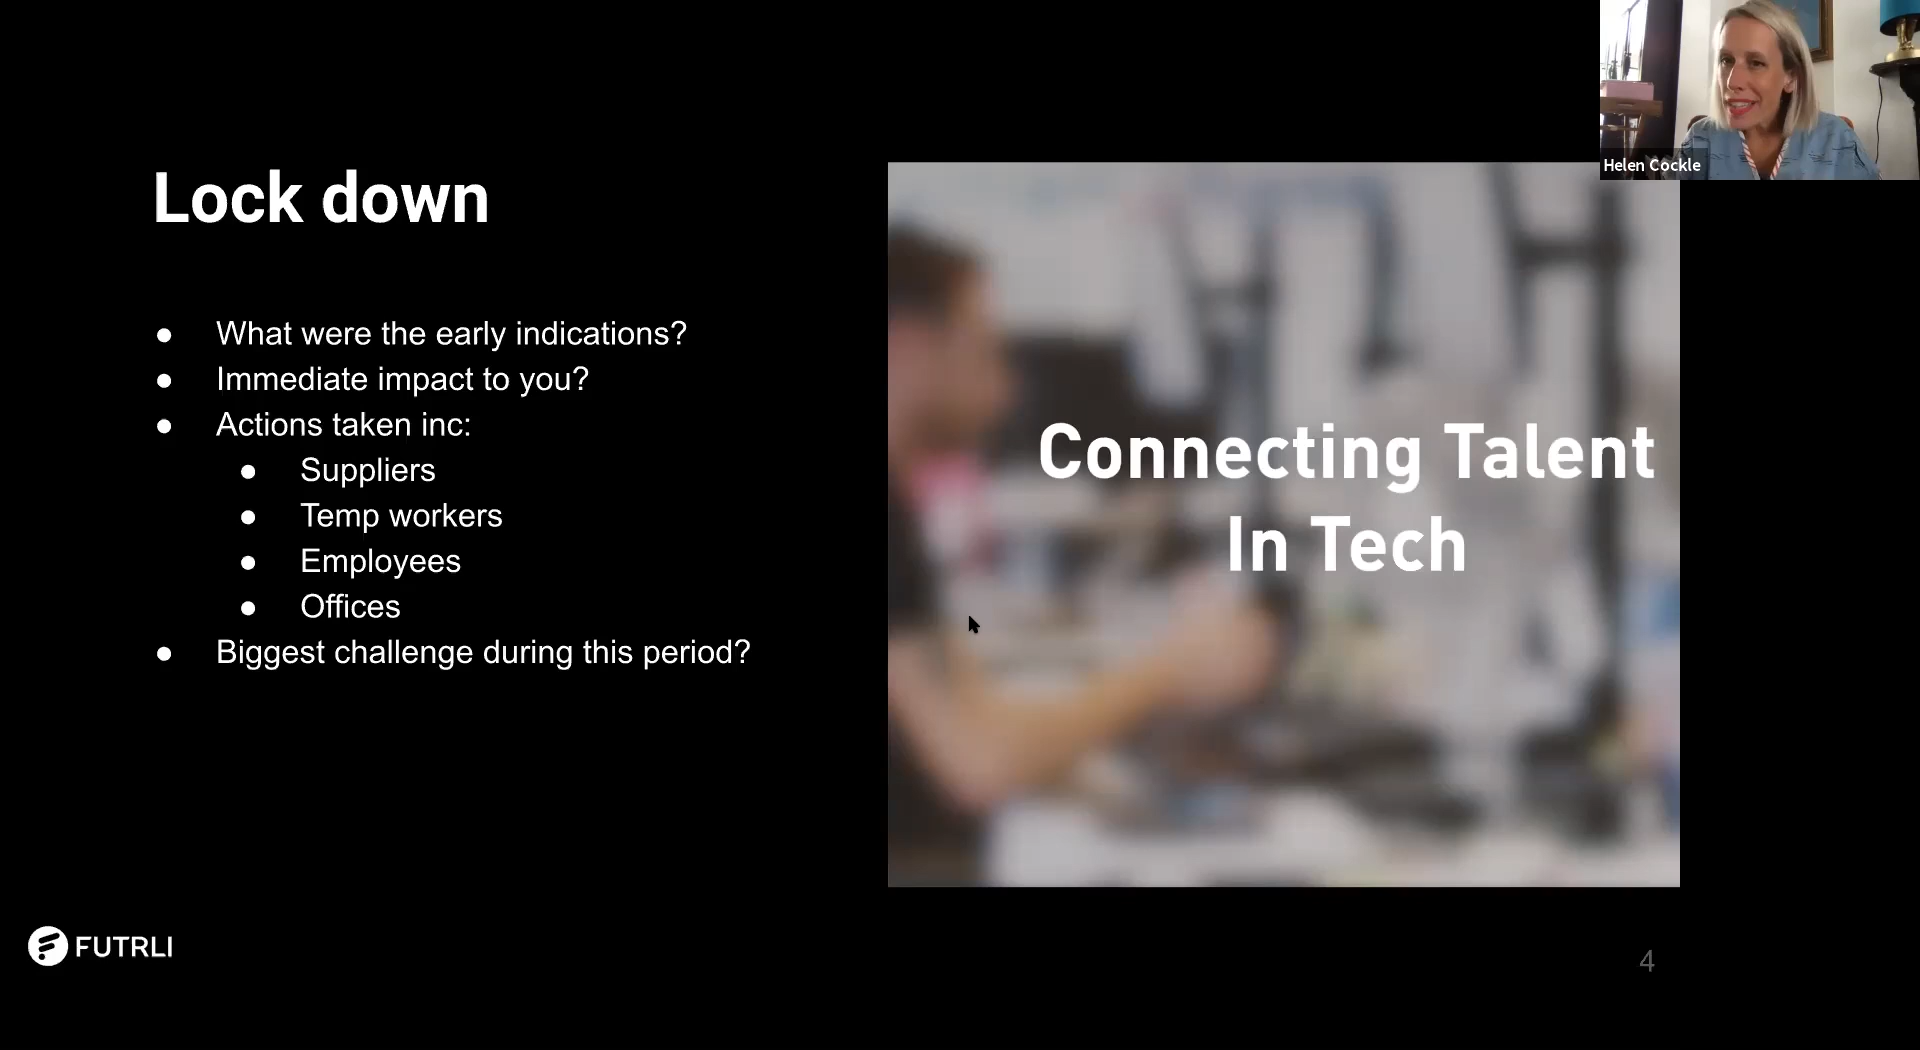 Helen Cockle
Lock down
● What were the early indications?
● Immediate impact to you?
● Actions taken inc:
● Suppliers
● Temp workers
● Employees
● Offices
● Biggest challenge during this period?
Connecting Talent
In Tech
FUTRLI
4